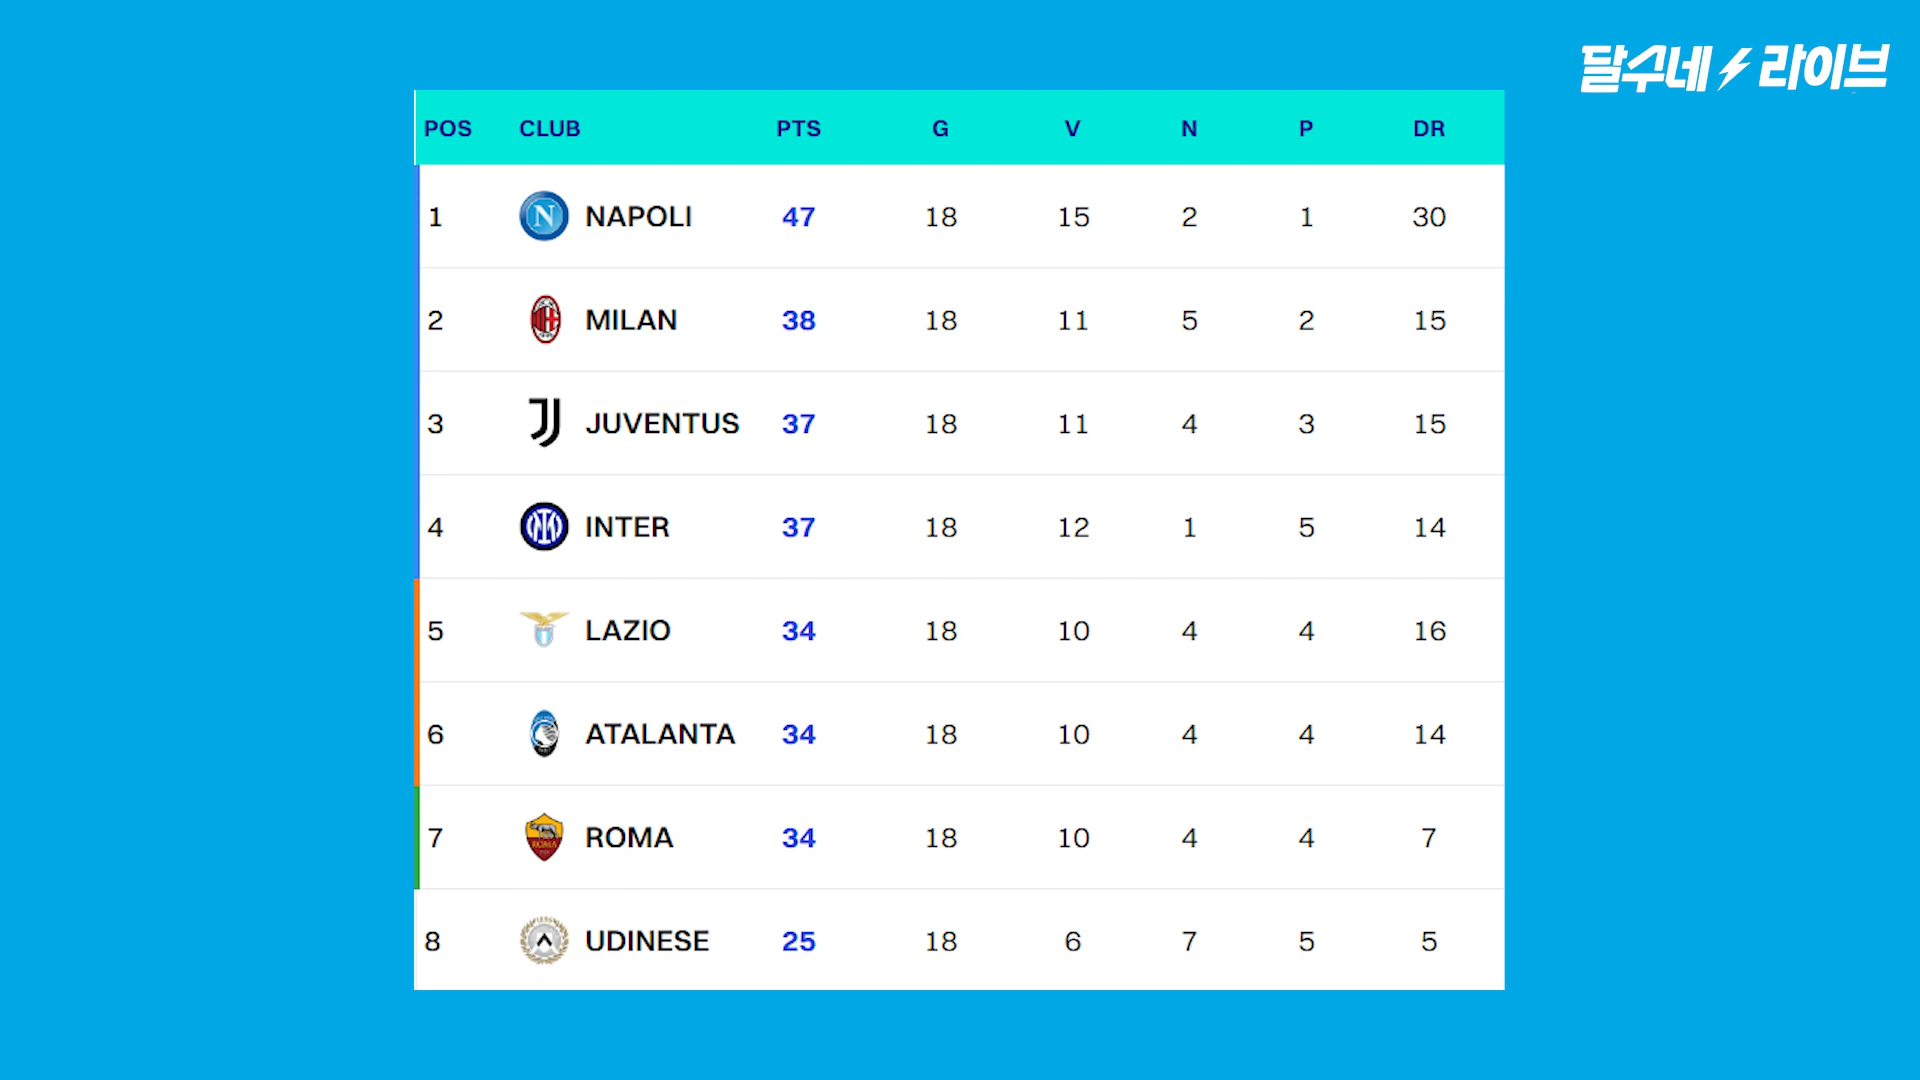 달수네 라이브
POS CLUB PTS G V N P DR
1 NAPOLI 47 18 15 2 1 30
2 MILAN 38 18 11 5 2 15
3 JUVENTUS 37 18 11 4 3 15
4 INTER 37 18 12 1 5 14
5 LAZIO 34 18 10 4 4 16
6 ATALANTA 34 18 10 4 4 14
7 ROMA 34 18 10 4 4 7
8 UDINESE 25 18 6 7 5 5